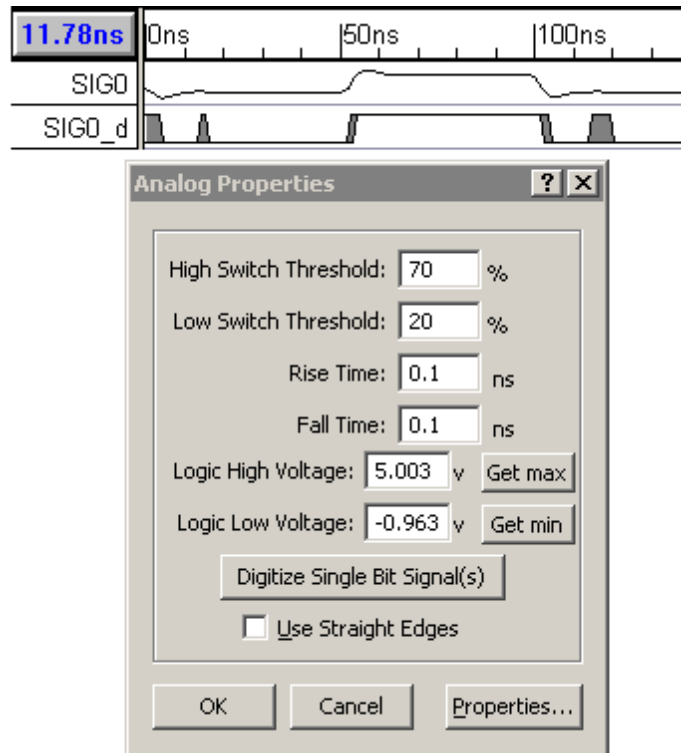 11.78ns 0ns 50ns 100ns
SIG0
SIG0_d
Analog Properties ? ×
High Switch Threshold: 70 %
Low Switch Threshold: 20 %
Rise Time: 0.1 ns
Fall Time: 0.1 ns
Logic High Voltage: 5.003 v Get max
Logic Low Voltage: -0.963 v Get min
Digitize Single Bit Signal(s)
Use Straight Edges
OK Cancel Properties...